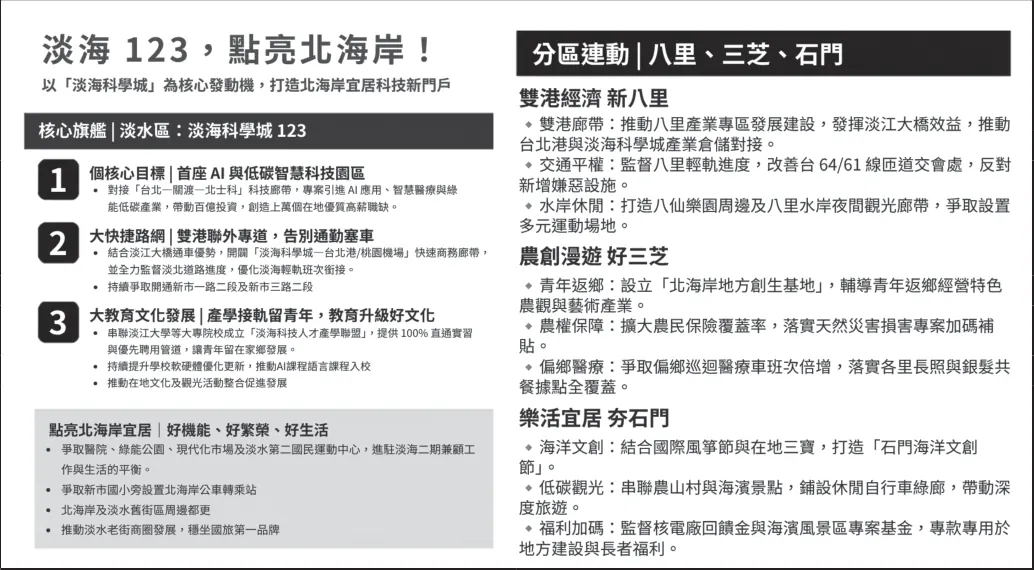 淡海 123，點亮北海岸！
以「淡海科學城」為核心發動機，打造北海岸宜居科技新門戶
核心旗艦 | 淡水區：淡海科學城 123
1
個核心目標 | 首座 AI 與低碳智慧科技園區
• 對接「台北—關渡—北士科」科技廊帶，專案引進 AI 應用、智慧醫療與綠
能低碳產業，帶動百億投資，創造上萬個在地優質高薪職缺。
2
大快捷路網 | 雙港聯外專道，告別通勤塞車
• 結合淡江大橋通車優勢，開闢「淡海科學城—台北港/桃園機場」快速商務廊帶，
並全力監督淡北道路進度，優化淡海輕軌班次銜接。
• 持續爭取開通新市一路二段及新市三路二段
3
大教育文化發展 | 產學接軌留青年，教育升級好文化
• 串聯淡江大學等大專院校成立「淡海科技人才產學聯盟」，提供 100% 直通實習
與優先聘用管道，讓青年留在家鄉發展。
• 持續提升學校軟硬體優化更新，推動AI課程語言課程入校
• 推動在地文化及觀光活動整合促進發展
點亮北海岸宜居｜好機能、好繁榮、好生活
• 爭取醫院、綠能公園、現代化市場及淡水第二國民運動中心，進駐淡海二期兼顧工
作與生活的平衡。
• 爭取新市國小旁設置北海岸公車轉乘站
• 北海岸及淡水舊街區周邊都更
• 推動淡水老街商圈發展，穩坐國旅第一品牌
分區連動 | 八里、三芝、石門
雙港經濟 新八里
🔹雙港廊帶：推動八里產業專區發展建設，發揮淡江大橋效益，推動
台北港與淡海科學城產業倉儲對接。
🔹交通平權：監督八里輕軌進度，改善台 64/61 線匝道交會處，反對
新增嫌惡設施。
🔹水岸休閒：打造八仙樂園周邊及八里水岸夜間觀光廊帶，爭取設置
多元運動場地。
農創漫遊 好三芝
🔹青年返鄉：設立「北海岸地方創生基地」，輔導青年返鄉經營特色
農觀與藝術產業。
🔹農權保障：擴大農民保險覆蓋率，落實天然災害損害專案加碼補
貼。
🔹偏鄉醫療：爭取偏鄉巡迴醫療車班次倍增，落實各里長照與銀髮共
餐據點全覆蓋。
樂活宜居 夯石門
🔹海洋文創：結合國際風箏節與在地三寶，打造「石門海洋文創
節」。
🔹低碳觀光：串聯農山村與海濱景點，鋪設休閒自行車綠廊，帶動深
度旅遊。
🔹福利加碼：監督核電廠回饋金與海濱風景區專案基金，專款專用於
地方建設與長者福利。